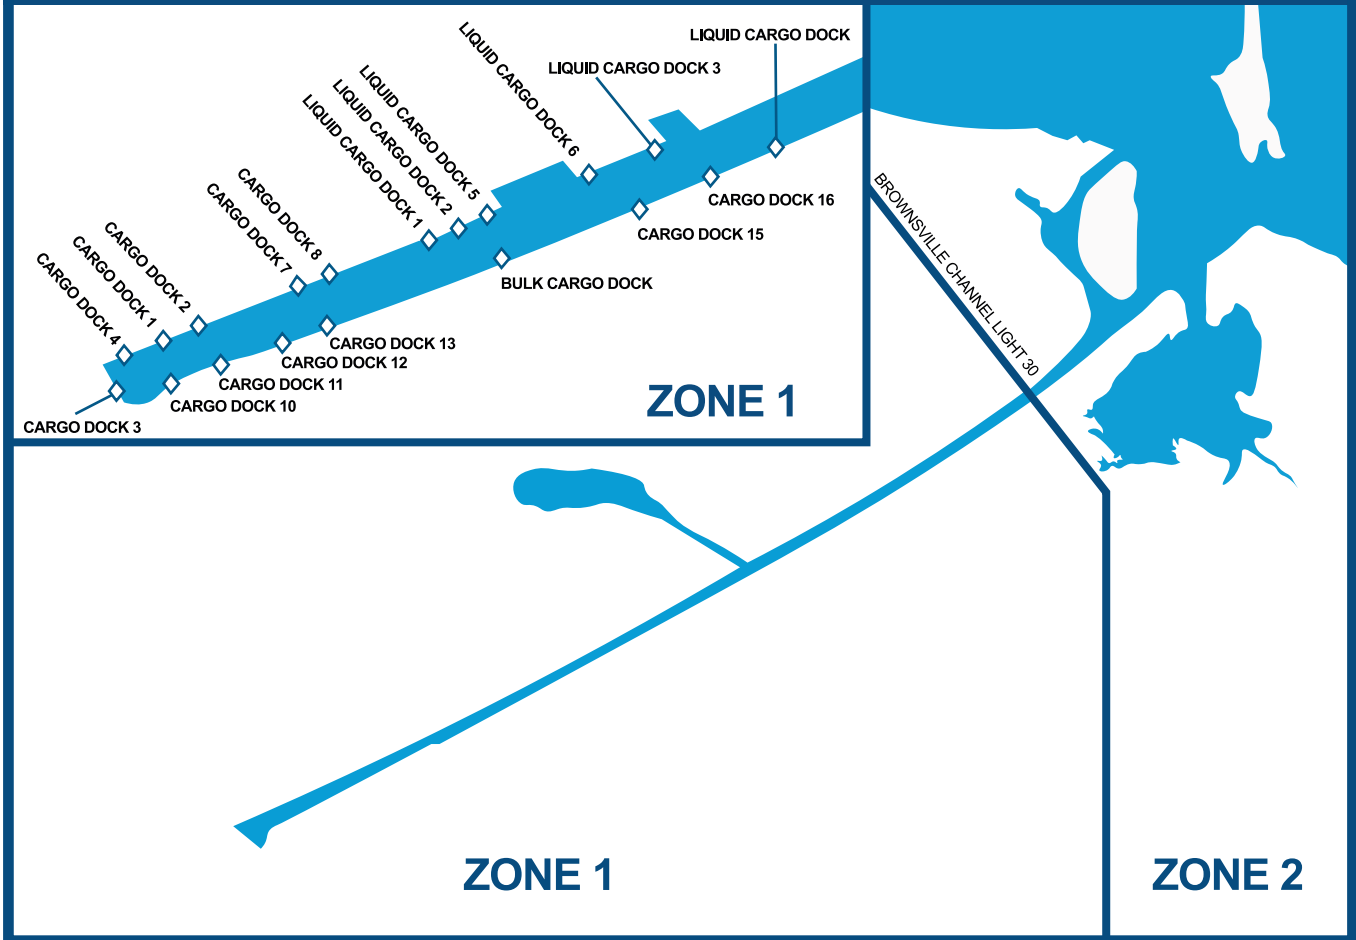 LIQUID CARGO DOCK
LIQUID CARGO DOCK 3
LIQUID CARGO DOCK 6
LIQUID CARGO DOCK 5
LIQUID CARGO DOCK 2
LIQUID CARGO DOCK 1
CARGO DOCK 8
CARGO DOCK 7
CARGO DOCK 2
CARGO DOCK 1
CARGO DOCK 4
CARGO DOCK 16
CARGO DOCK 15
BULK CARGO DOCK
CARGO DOCK 13
CARGO DOCK 12
CARGO DOCK 11
CARGO DOCK 10
CARGO DOCK 3
ZONE 1
BROWNSVILLE CHANNEL LIGHT 30
ZONE 1
ZONE 2